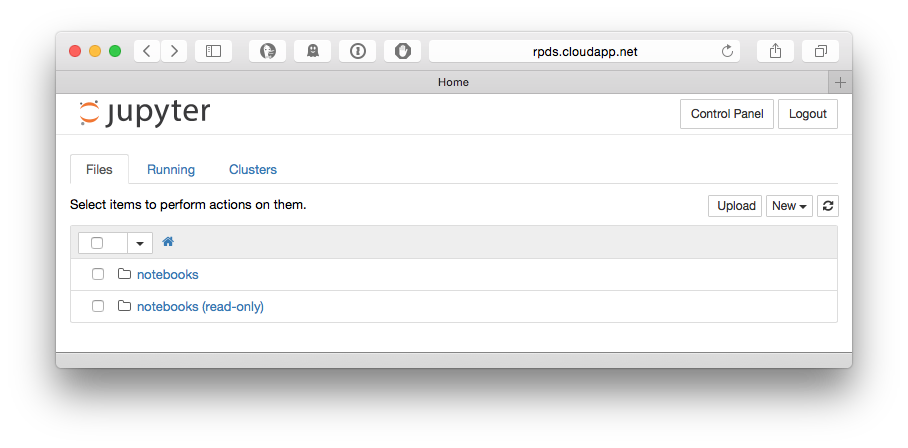 rpds.cloudapp.net
Home
jupyter
Control Panel
Logout
Files
Running
Clusters
Select items to perform actions on them.
Upload
New
notebooks
notebooks (read-only)